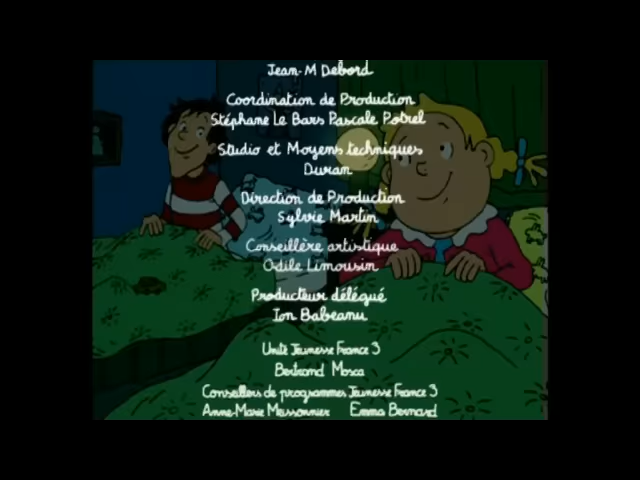 Jean-M Debord
Coordination de Production
Stéphane Le Bars Pascale Potrel
Studio et Moyens techniques
Duran
Direction de Production
Sylvie Martin
Conseillère artistique
Odile Limousin
Producteur délégué
Ion Babeanu
Unité Jeunesse France 3
Bertrand Mosca
Conseillers de programmes Jeunesse France 3
Anne-Marie Massonnier Emma Bernard